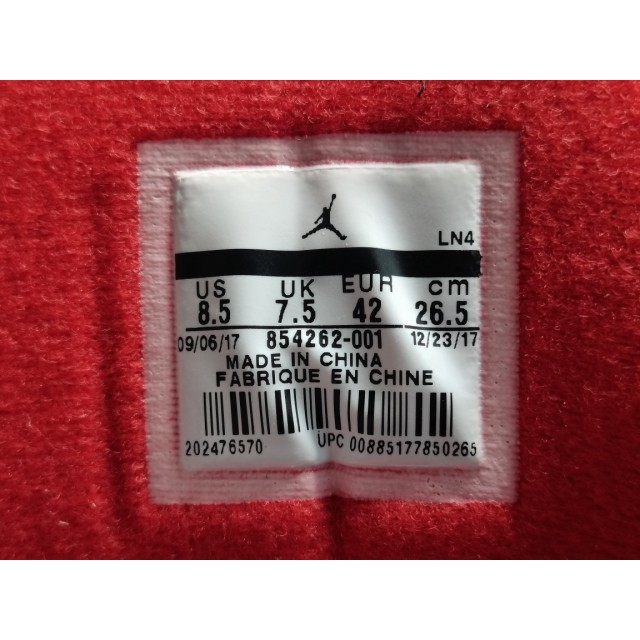 LN4
US UK EUR cm
8.5 7.5 42 26.5
09/06/17 854262-001 12/23/17
MADE IN CHINA
FABRIQUE EN CHINE
202476570 UPC 00885177850265